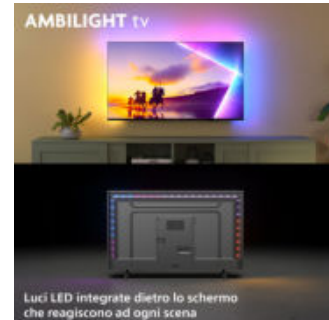 AMBILIGHT tv
Luci LED integrate dietro lo schermo
che reagiscono ad ogni scena